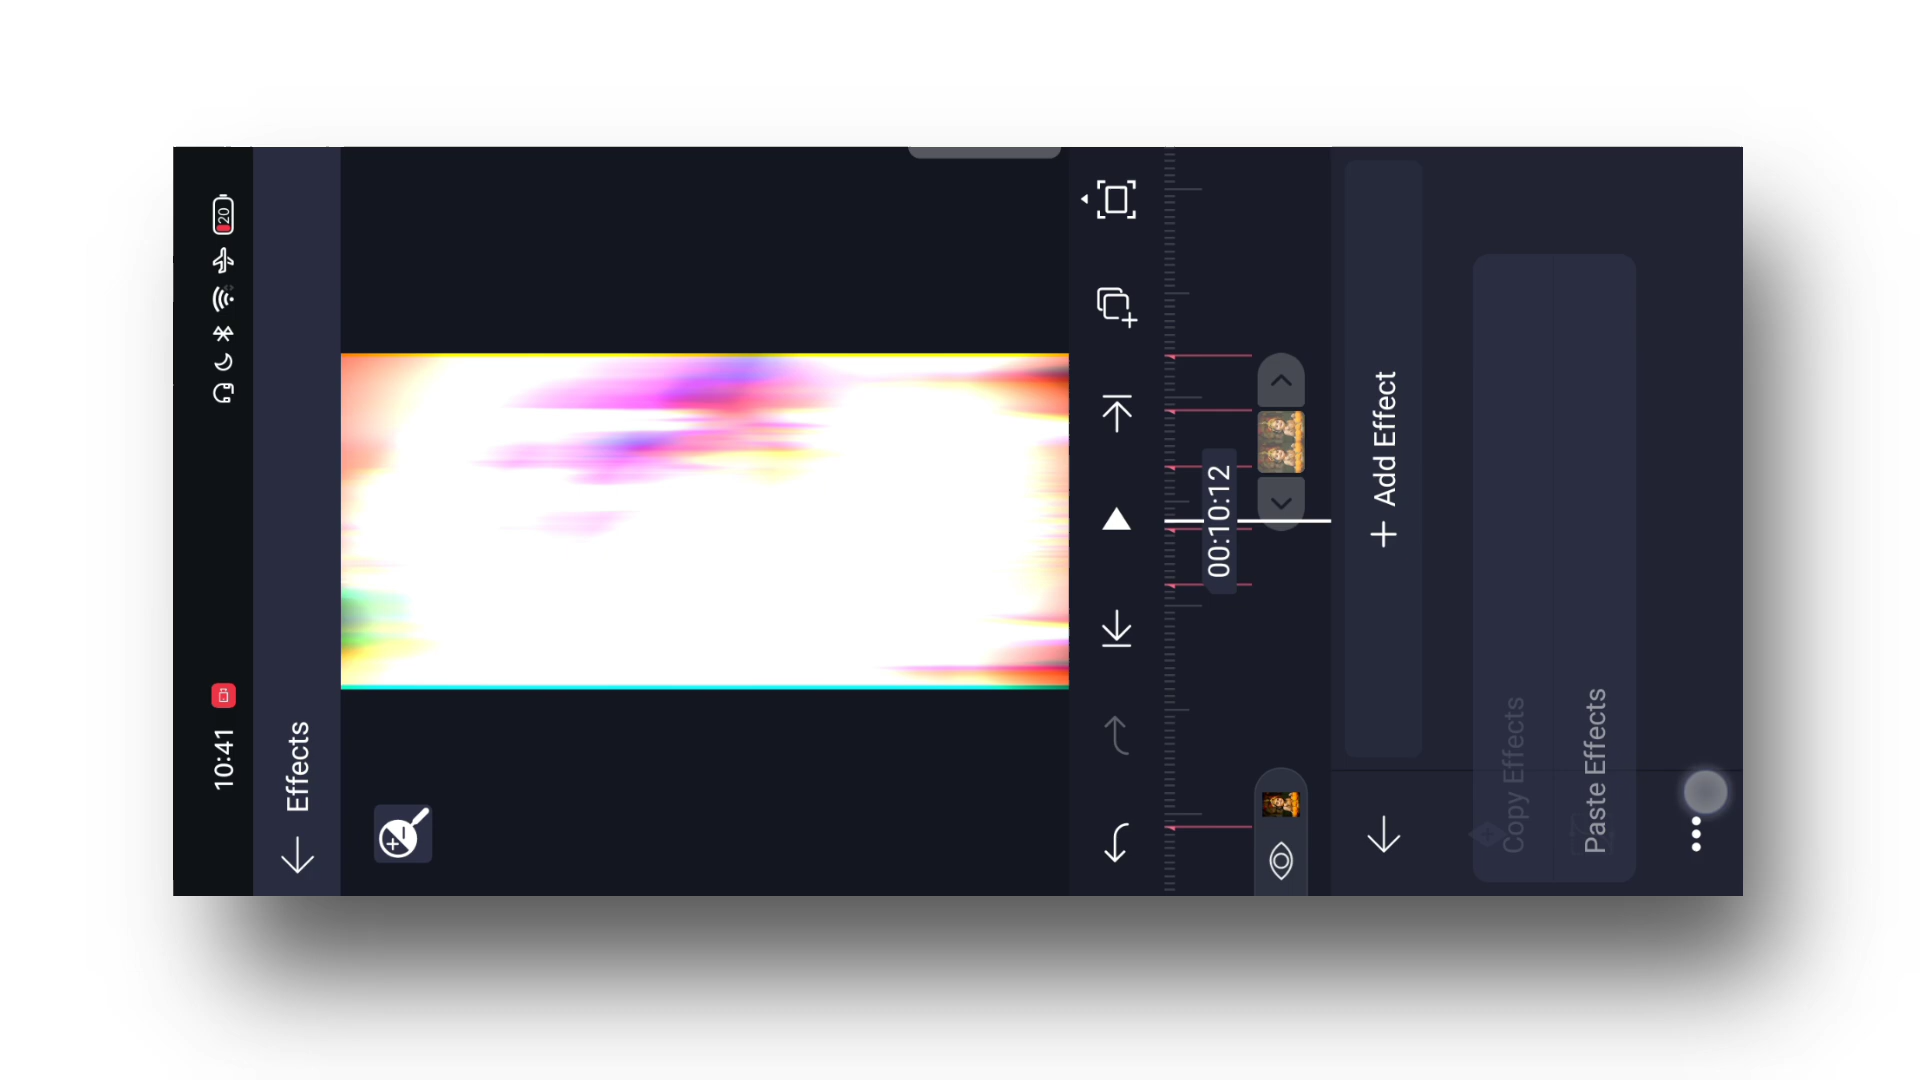 10:41
20
Effects
00:10:12
+ Add Effect
Copy Effects
Paste Effects